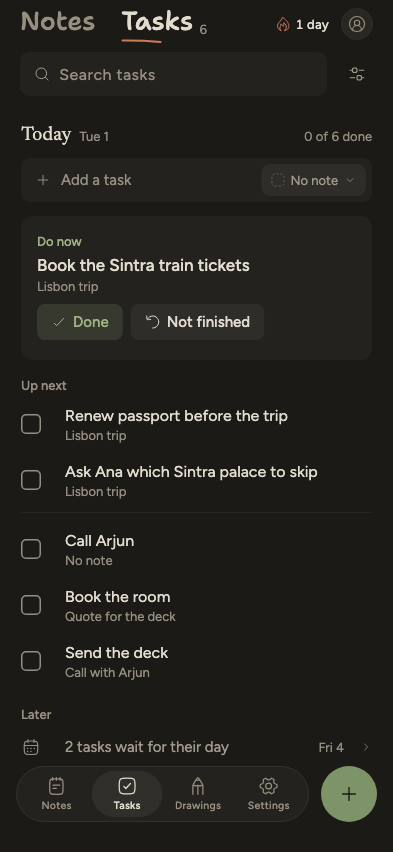 Notes Tasks 6 1 day
Search tasks
Today Tue 1 0 of 6 done
Add a task No note
Do now
Book the Sintra train tickets
Lisbon trip
Done Not finished
Up next
Renew passport before the trip
Lisbon trip
Ask Ana which Sintra palace to skip
Lisbon trip
Call Arjun
No note
Book the room
Quote for the deck
Send the deck
Call with Arjun
Later
2 tasks wait for their day Fri 4
Notes Tasks Drawings Settings